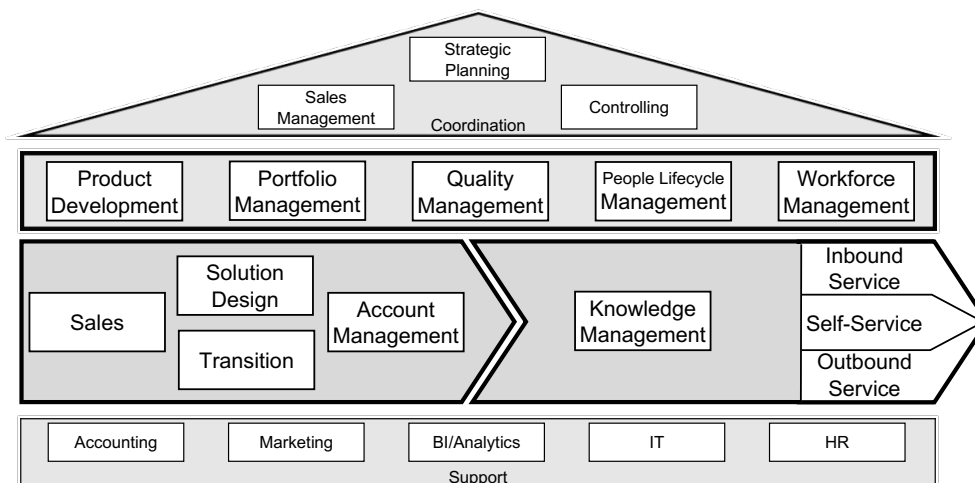 Strategic
Planning
Sales
Management
Controlling
Coordination
Product
Development
Portfolio
Management
Quality
Management
People Lifecycle
Management
Workforce
Management
Sales
Solution
Design
Transition
Account
Management
Knowledge
Management
Inbound
Service
Self-Service
Outbound
Service
Accounting
Marketing
BI/Analytics
IT
HR
Support